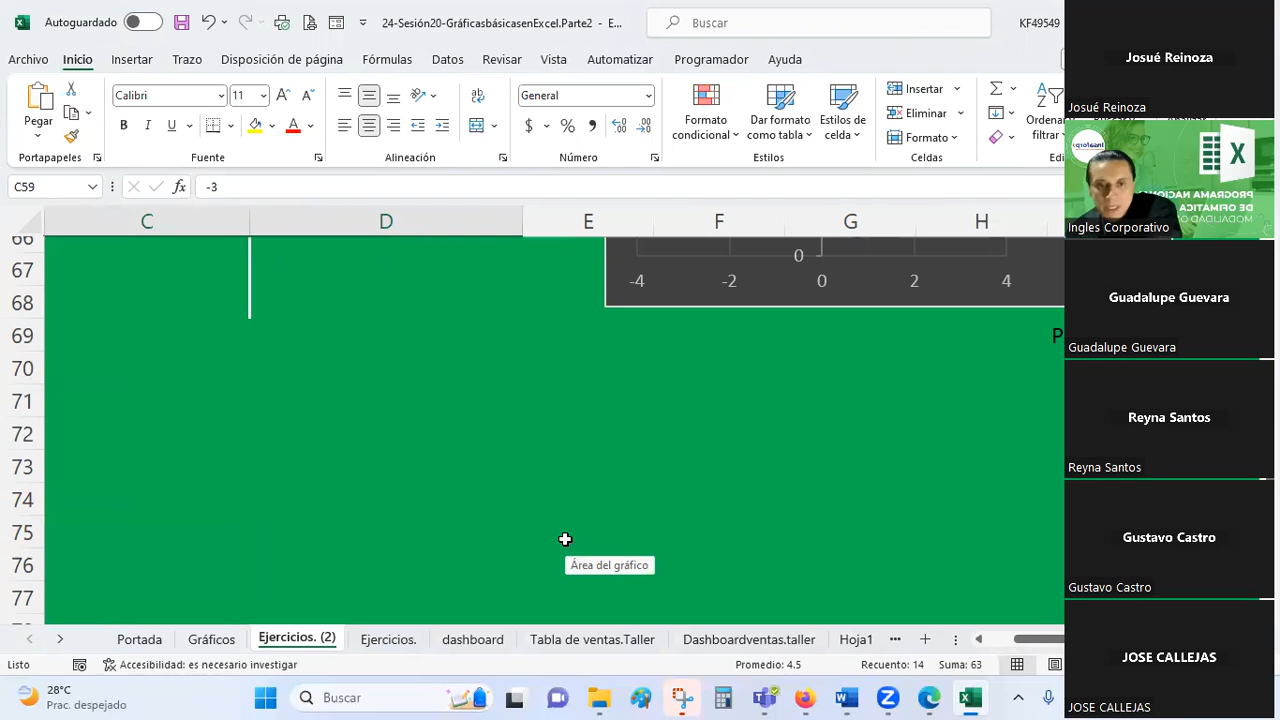 Autoguardado
24-Sesión20-GráficasbásicasenExcel.Parte2 - E...
Buscar
KF49549
Archivo Inicio Insertar Trazo Disposición de página Fórmulas Datos Revisar Vista Automatizar Programador Ayuda
Pegar
Portapapeles
Calibri 11
N K S
Fuente
Alineación
General
$ % 000
Número
Formato condicional
Dar formato como tabla
Estilos de celda
Estilos
Insertar
Eliminar
Formato
Celdas
Ordenar
filtrar
C59
fx -3
C D E F G H
66
67
68
69
70
71
72
73
74
75
76
77
0
-4 -2 0 2 4
P
Área del gráfico
Portada Gráficos Ejercicios. (2) Ejercicios. dashboard Tabla de ventas.Taller Dashboardventas.taller Hoja1
Listo
Accesibilidad: es necesario investigar
Promedio: 4.5 Recuento: 14 Suma: 63
28°C
Prac. despejado
Buscar
Josué Reinoza
Josué Reinoza
PROGRAMA NACIONAL
DE OFIMATICA
Ingles Corporativo
Guadalupe Guevara
Guadalupe Guevara
Reyna Santos
Reyna Santos
Gustavo Castro
Gustavo Castro
JOSE CALLEJAS
JOSE CALLEJAS